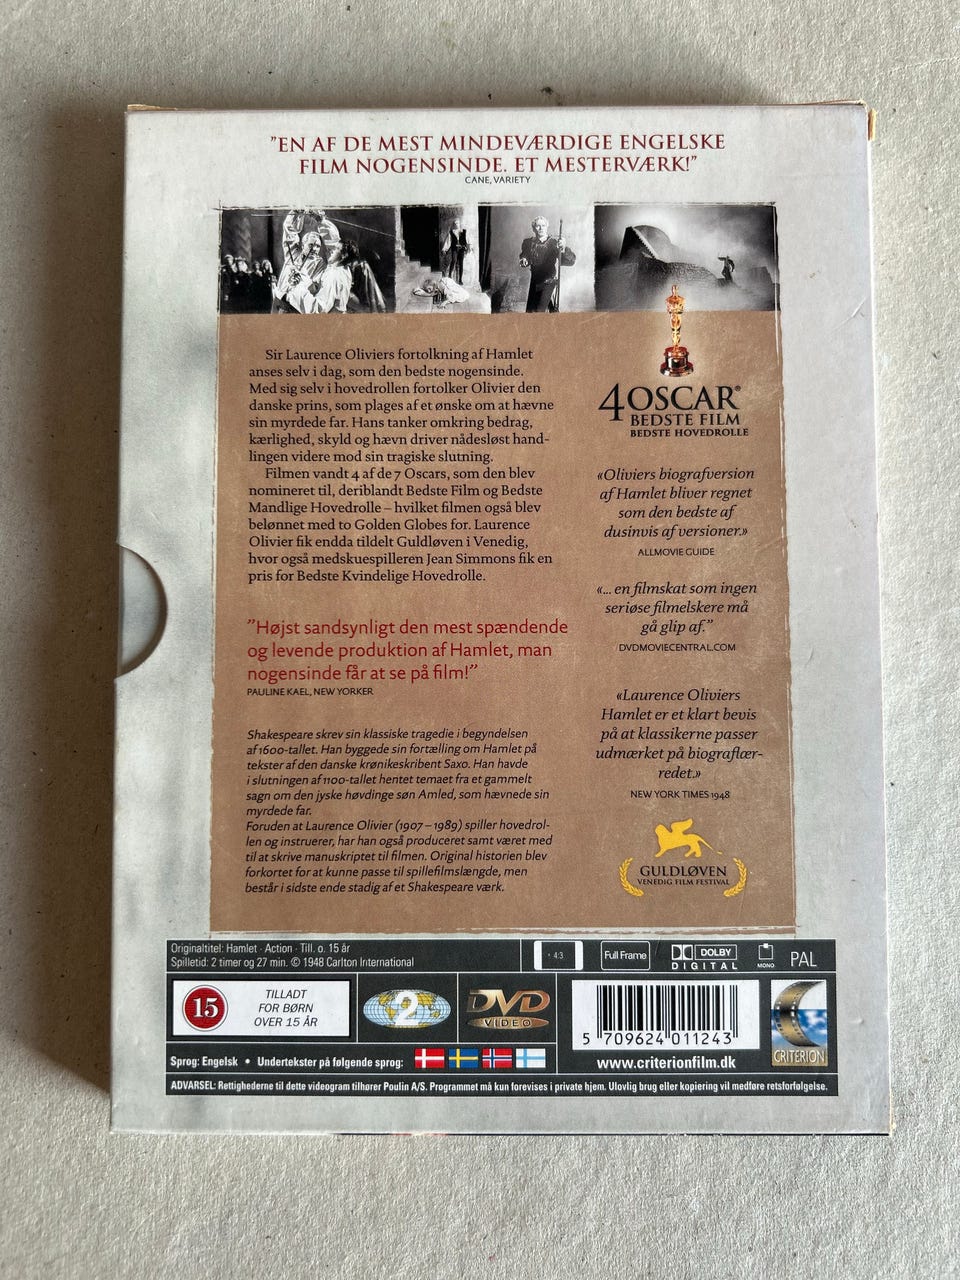 ”EN AF DE MEST MINDEVÆRDIGE ENGELSKE
FILM NOGENSINDE. ET MESTERVÆRK!”
CANE, VARIETY
Sir Laurence Oliviers fortolkning af Hamlet
anses selv i dag, som den bedste nogensinde.
Med sig selv i hovedrollen fortolker Olivier den
danske prins, som plages af et ønske om at hævne
sin myrdede far. Hans tanker omkring bedrag,
kærlighed, skyld og hævn driver nådesløst hand-
lingen videre mod sin tragiske slutning.
Filmen vandt 4 af de 7 Oscars, som den blev
nomineret til, deriblandt Bedste Film og Bedste
Mandlige Hovedrolle – hvilket filmen også blev
belønnet med to Golden Globes for. Laurence
Olivier fik endda tildelt Guldløven i Venedig,
hvor også medskuespilleren Jean Simmons fik en
pris for Bedste Kvindelige Hovedrolle.
”Højst sandsynligt den mest spændende
og levende produktion af Hamlet, man
nogensinde får at se på film!”
PAULINE KAEL, NEW YORKER
Shakespeare skrev sin klassiske tragedie i begyndelsen
af 1600-tallet. Han byggede sin fortælling om Hamlet på
tekster af den danske krønikeskribent Saxo. Han havde
i slutningen af 1100-tallet hentet temaet fra et gammelt
sagn om den jyske høvdinge søn Amled, som hævnede sin
myrdede far.
Foruden at Laurence Olivier (1907 – 1989) spiller hovedrol-
len og instruerer, har han også produceret samt været med
til at skrive manuskriptet til filmen. Original historien blev
forkortet for at kunne passe til spillefilmslængde, men
består i sidste ende stadig af et Shakespeare værk.
4 OSCAR®
BEDSTE FILM
BEDSTE HOVEDROLLE
«Oliviers biografversion
af Hamlet bliver regnet
som den bedste af
dusinvis af versioner.»
ALLMOVIE GUIDE
«... en filmskat som ingen
seriøse filmelskere må
gå glip af.”
DVDMOVIECENTRAL.COM
«Laurence Oliviers
Hamlet er et klart bevis
på at klassikerne passer
udmærket på biograflær-
redet.»
NEW YORK TIMES 1948
GULDLØVEN
VENEDIG FILM FESTIVAL
Originaltitel: Hamlet · Action · Till. o. 15 år
Spilletid: 2 timer og 27 min. © 1948 Carlton International
4:3
Full Frame
DOLBY
DIGITAL
MONO
PAL
15
TILLADT
FOR BØRN
OVER 15 ÅR
2
DVD
VIDEO
5 709624 011243
CRITERION
Sprog: Engelsk • Undertekster på følgende sprog:
www.criterionfilm.dk
ADVARSEL: Rettighederne til dette videogram tilhører Poulin A/S. Programmet må kun forevises i private hjem. Ulovlig brug eller kopiering vil medføre retsforfølgelse.